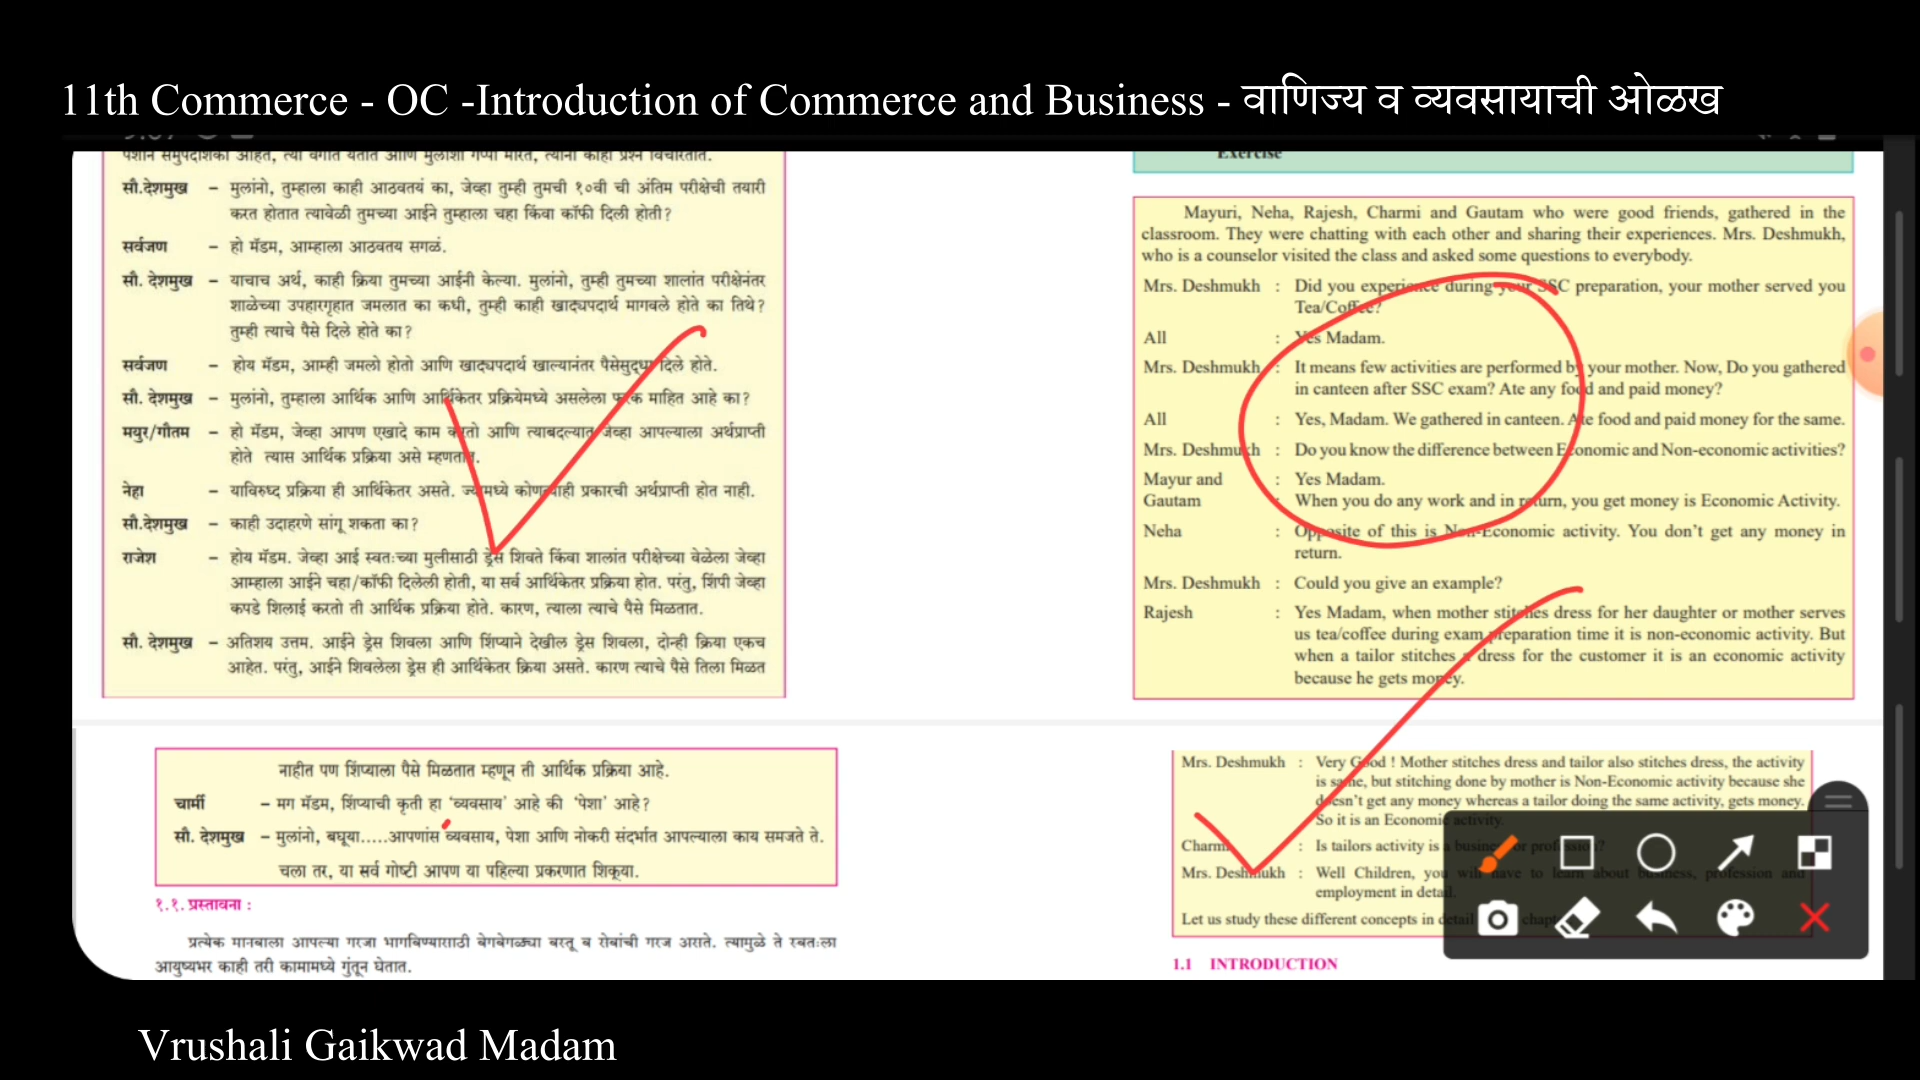 11th Commerce - OC -Introduction of Commerce and Business - वाणिज्य व व्यवसायाची ओळख
सौ.देशमुख – मुलांनो, तुम्हाला काही आठवतयं का, जेव्हा तुम्ही तुमची १०वी ची अंतिम परीक्षेची तयारी
करत होतात त्यावेळी तुमच्या आईने तुम्हाला चहा किंवा कॉफी दिली होती?
सर्वजण – हो मॅडम, आम्हाला आठवतय सगळं.
सौ. देशमुख – याचाच अर्थ, काही क्रिया तुमच्या आईनी केल्या. मुलांनो, तुम्ही तुमच्या शालांत परीक्षेनंतर
शाळेच्या उपहारगृहात जमलात का कधी, तुम्ही काही खाद्यपदार्थ मागवले होते का तिथे?
तुम्ही त्याचे पैसे दिले होते का?
सर्वजण – होय मॅडम, आम्ही जमलो होतो आणि खाद्यपदार्थ खाल्यानंतर पैसेसुद्धा दिले होते.
सौ. देशमुख – मुलांनो, तुम्हाला आर्थिक आणि आर्थिकेतर प्रक्रियेमध्ये असलेला फरक माहित आहे का?
मयुर/गौतम – हो मॅडम, जेव्हा आपण एखादे काम करतो आणि त्याबदल्यात जेव्हा आपल्याला अर्थप्राप्ती
होते त्यास आर्थिक प्रक्रिया असे म्हणतात.
नेहा – याविरुध्द प्रक्रिया ही आर्थिकेतर असते. ज्यामध्ये कोणत्याही प्रकारची अर्थप्राप्ती होत नाही.
सौ.देशमुख – काही उदाहरणे सांगू शकता का?
राजेश – होय मॅडम. जेव्हा आई स्वतःच्या मुलीसाठी ड्रेस शिवते किंवा शालांत परीक्षेच्या वेळेला जेव्हा
आम्हाला आईने चहा/कॉफी दिलेली होती, या सर्व आर्थिकेतर प्रक्रिया होत. परंतु, शिंपी जेव्हा
कपडे शिलाई करतो ती आर्थिक प्रक्रिया होते. कारण, त्याला त्याचे पैसे मिळतात.
सौ. देशमुख – अतिशय उत्तम. आईने ड्रेस शिवला आणि शिंप्याने देखील ड्रेस शिवला, दोन्ही क्रिया एकच
आहेत. परंतु, आईने शिवलेला ड्रेस ही आर्थिकेतर क्रिया असते. कारण त्याचे पैसे तिला मिळत
नाहीत पण शिंप्याला पैसे मिळतात म्हणून ती आर्थिक प्रक्रिया आहे.
चार्मी – मग मॅडम, शिंप्याची कृती हा ‘व्यवसाय’ आहे की ‘पेशा’ आहे?
सौ. देशमुख – मुलांनो, बघूया.....आपणांस व्यवसाय, पेशा आणि नोकरी संदर्भात आपल्याला काय समजते ते.
चला तर, या सर्व गोष्टी आपण या पहिल्या प्रकरणात शिकूया.
१.१. प्रस्तावना :
प्रत्येक मानवाला आपल्या गरजा भागविण्यासाठी वेगवेगळ्या वस्तू व सेवांची गरज असते. त्यामुळे ते स्वतःला
आयुष्यभर काही तरी कामामध्ये गुंतून घेतात.
Exercise
Mayuri, Neha, Rajesh, Charmi and Gautam who were good friends, gathered in the
classroom. They were chatting with each other and sharing their experiences. Mrs. Deshmukh,
who is a counselor visited the class and asked some questions to everybody.
Mrs. Deshmukh : Did you experience during your SSC preparation, your mother served you
Tea/Coffee?
All : Yes Madam.
Mrs. Deshmukh : It means few activities are performed by your mother. Now, Do you gathered
in canteen after SSC exam? Ate any food and paid money?
All : Yes, Madam. We gathered in canteen. Ate food and paid money for the same.
Mrs. Deshmukh : Do you know the difference between Economic and Non-economic activities?
Mayur and : Yes Madam.
Gautam : When you do any work and in return, you get money is Economic Activity.
Neha : Opposite of this is Non-Economic activity. You don’t get any money in
return.
Mrs. Deshmukh : Could you give an example?
Rajesh : Yes Madam, when mother stitches dress for her daughter or mother serves
us tea/coffee during exam preparation time it is non-economic activity. But
when a tailor stitches a dress for the customer it is an economic activity
because he gets money.
Mrs. Deshmukh : Very Good ! Mother stitches dress and tailor also stitches dress, the activity
is same, but stitching done by mother is Non-Economic activity because she
doesn’t get any money whereas a tailor doing the same activity, gets money.
So it is an Economic activity.
Charmi : Is tailors activity is a business or profession?
Mrs. Deshmukh : Well Children, you will have to learn about business, profession and
employment in detail.
Let us study these different concepts in detail
1.1 INTRODUCTION
Vrushali Gaikwad Madam